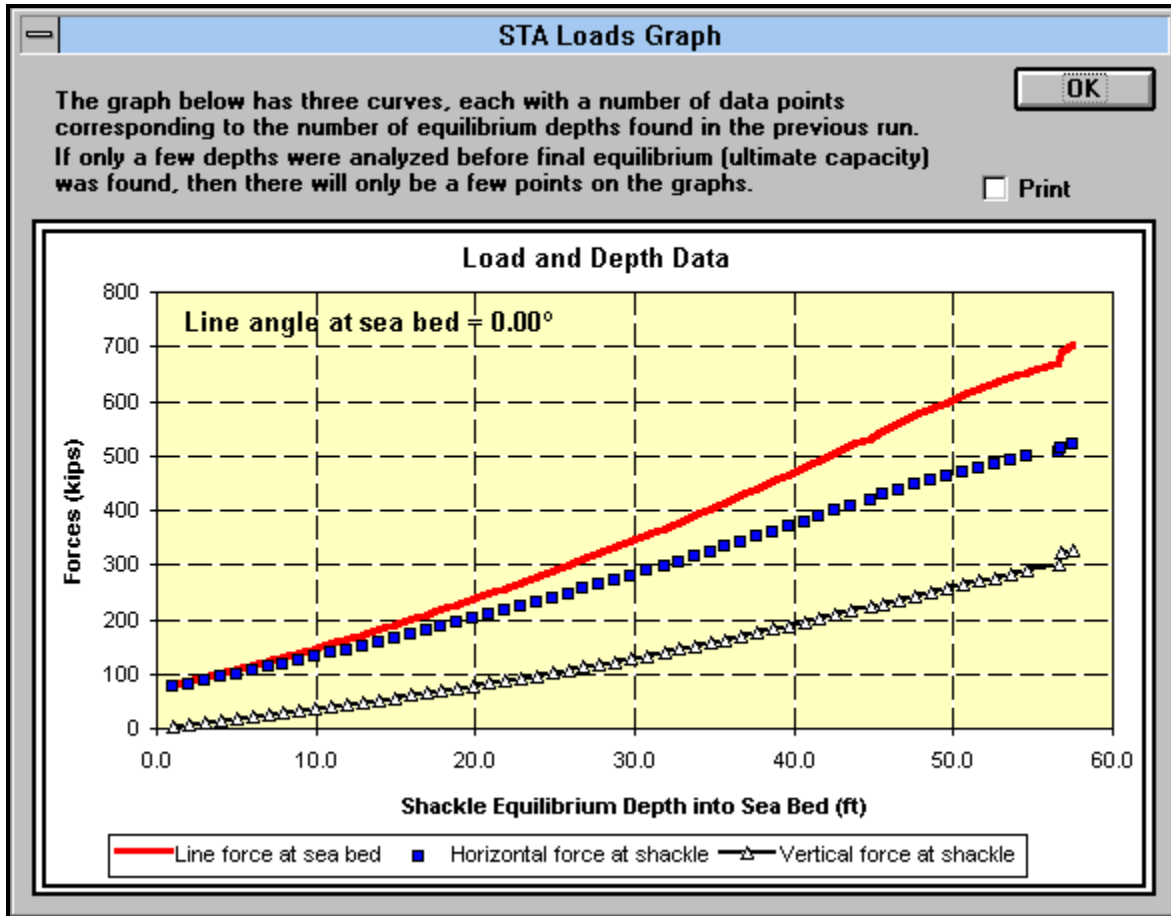 STA Loads Graph
The graph below has three curves, each with a number of data points
corresponding to the number of equilibrium depths found in the previous run.
If only a few depths were analyzed before final equilibrium (ultimate capacity)
was found, then there will only be a few points on the graphs.
OK
Print
Load and Depth Data
Line angle at sea bed = 0.00°
Forces (kips)
800
700
600
500
400
300
200
100
0
0.0 10.0 20.0 30.0 40.0 50.0 60.0
Shackle Equilibrium Depth into Sea Bed (ft)
Line force at sea bed Horizontal force at shackle Vertical force at shackle